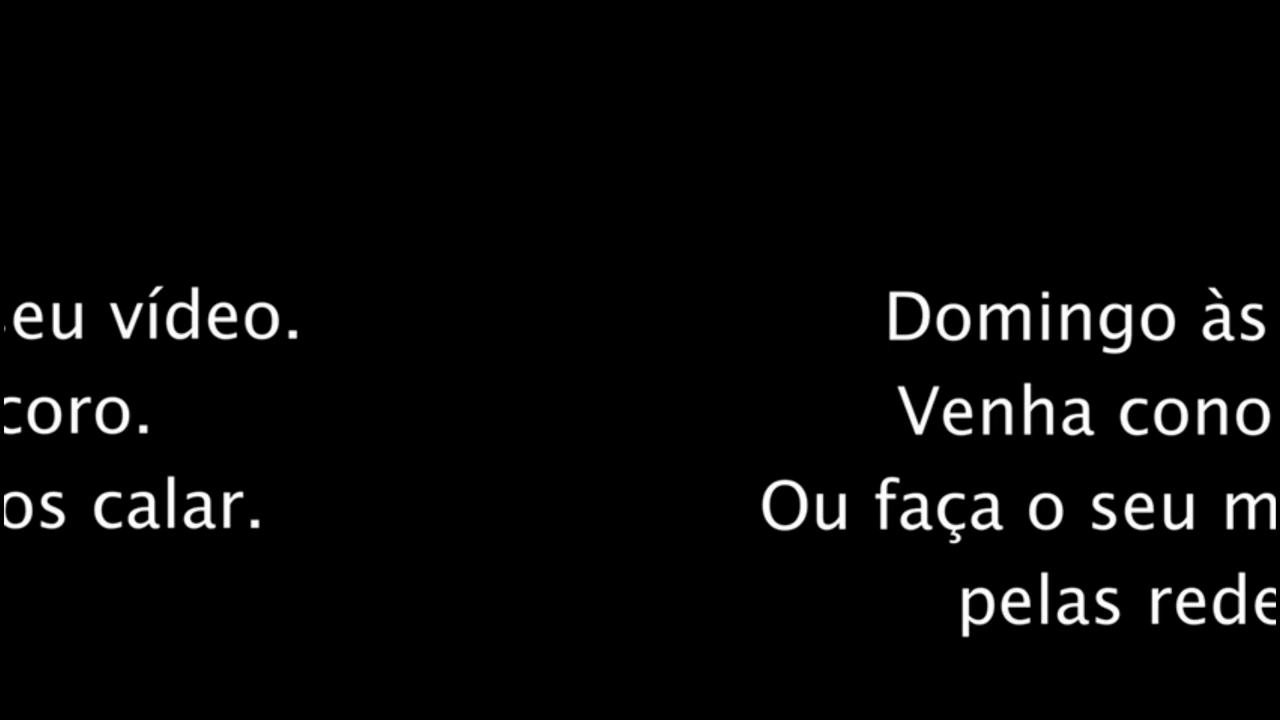 eu vídeo.
coro.
os calar.
Domingo às
Venha cono
Ou faça o seu m
pelas rede